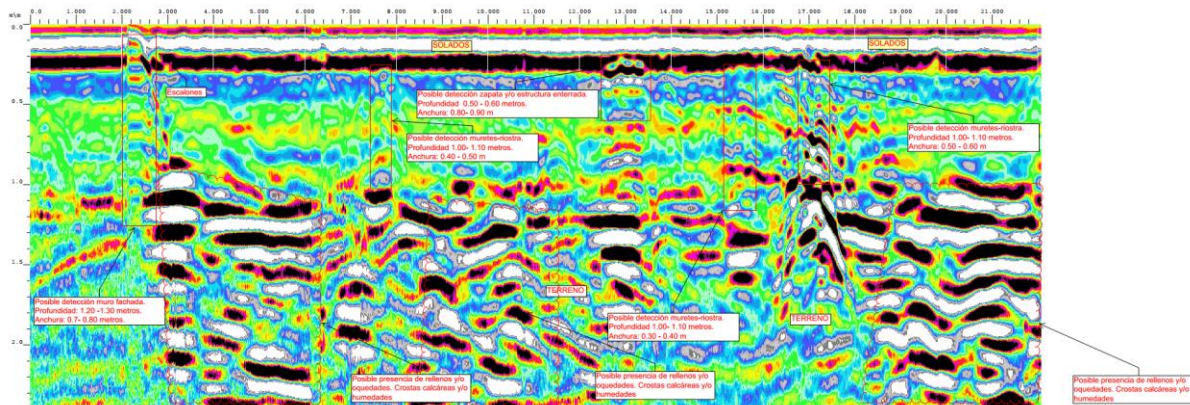 m\m 0.0 1.000 2.000 3.000 4.000 5.000 6.000 7.000 8.000 9.000 10.000 11.000 12.000 13.000 14.000 15.000 16.000 17.000 18.000 19.000 20.000 21.000
0.0
0.5
1.0
1.5
2.0
SOLADOS
SOLADOS
Escalones
Posible detección zapata y/o estructura enterrada.
Profundidad 0.50 - 0.60 metros.
Anchura: 0.80- 0.90 m
Posible detección muretes-riostra.
Profundidad 1.00- 1.10 metros.
Anchura: 0.40 - 0.50 m
Posible detección muretes-riostra.
Profundidad 1.00- 1.10 metros.
Anchura: 0.50 - 0.60 m
Posible detección muro fachada.
Profundidad: 1.20 -1.30 metros.
Anchura: 0.7- 0.80 metros.
TERRENO
Posible detección muretes-riostra.
Profundidad 1.00- 1.10 metros.
Anchura: 0.30 - 0.40 m
TERRENO
Posible presencia de rellenos y/o
oquedades. Crostas calcáreas y/o
humedades
Posible presencia de rellenos y/o
oquedades. Crostas calcáreas y/o
humedades
Posible presencia de rellenos y/o
oquedades. Crostas calcáreas y/o
humedades